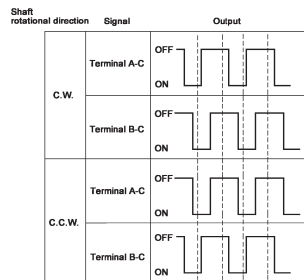 Shaft
rotational direction Signal Output
C.W.
Terminal A-C
OFF
ON
Terminal B-C
OFF
ON
C.C.W.
Terminal A-C
OFF
ON
Terminal B-C
OFF
ON